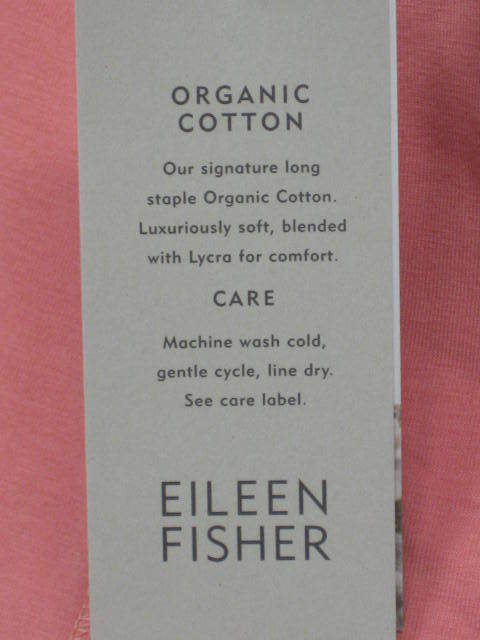 ORGANIC
COTTON
Our signature long
staple Organic Cotton.
Luxuriously soft, blended
with Lycra for comfort.
CARE
Machine wash cold,
gentle cycle, line dry.
See care label.
EILEEN
FISHER